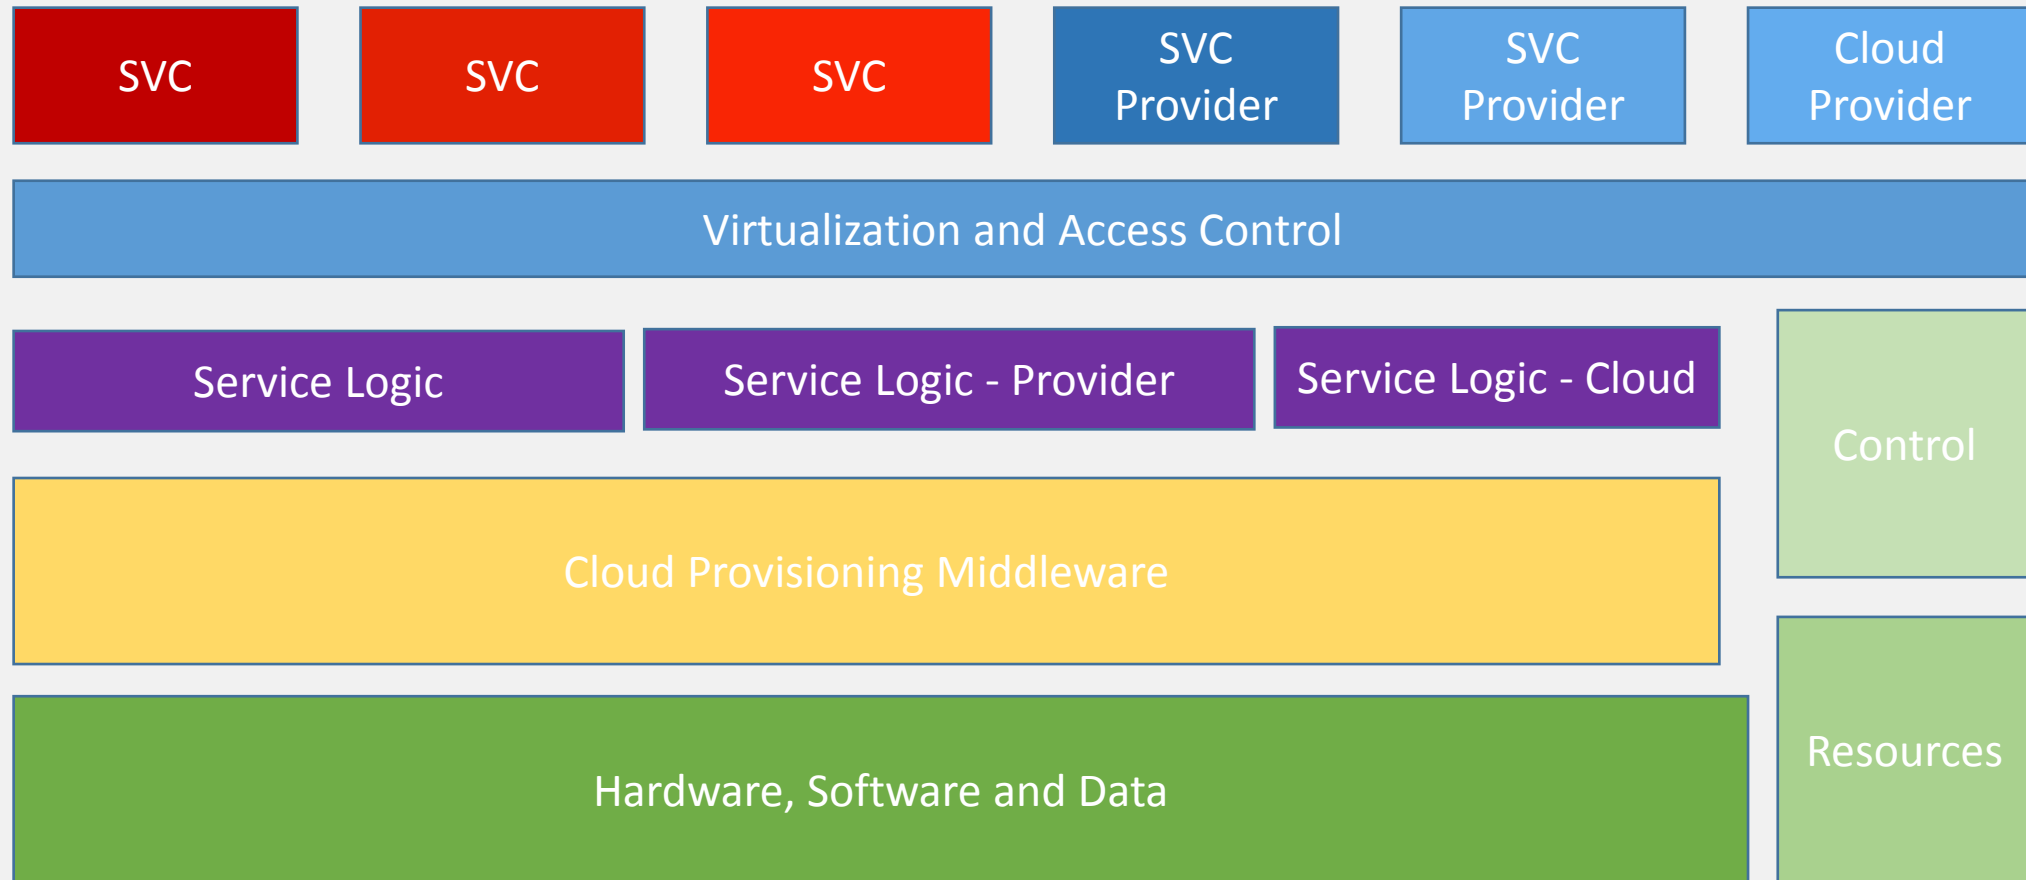 SVC
SVC
SVC
SVC
Provider
SVC
Provider
Cloud
Provider
Virtualization and Access Control
Service Logic
Service Logic - Provider
Service Logic - Cloud
Control
Cloud Provisioning Middleware
Resources
Hardware, Software and Data